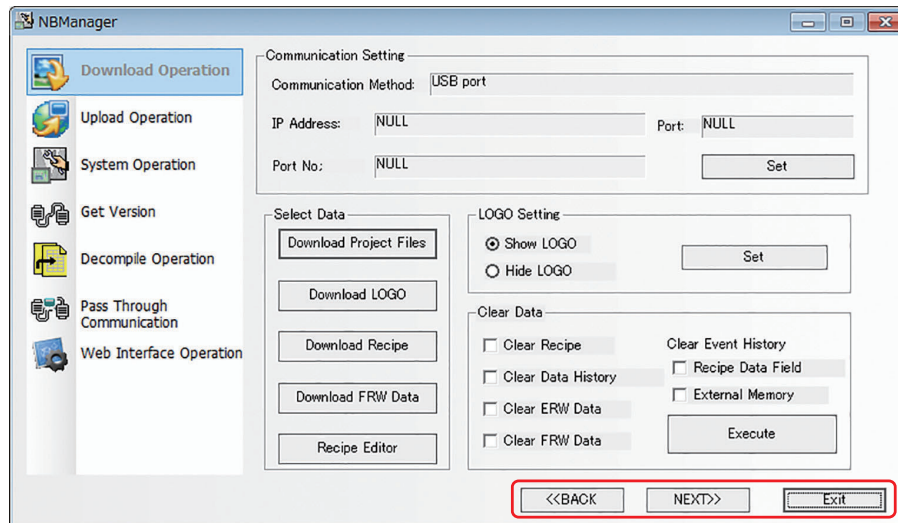 NBManager
Download Operation
Upload Operation
System Operation
Get Version
Decompile Operation
Pass Through
Communication
Web Interface Operation
Communication Setting
Communication Method: USB port
IP Address: NULL Port: NULL
Port No: NULL Set
Select Data
Download Project Files
Download LOGO
Download Recipe
Download FRW Data
Recipe Editor
LOGO Setting
Show LOGO
Hide LOGO
Set
Clear Data
Clear Recipe
Clear Data History
Clear ERW Data
Clear FRW Data
Clear Event History
Recipe Data Field
External Memory
Execute
<<BACK NEXT>> Exit